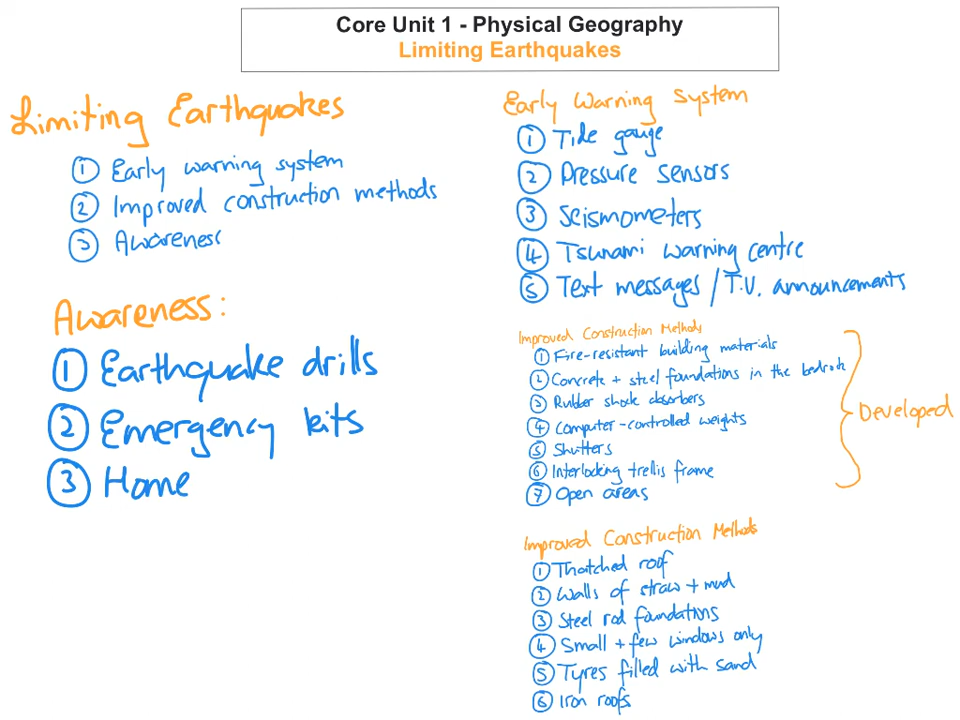 Core Unit 1 - Physical Geography
Limiting Earthquakes
Limiting Earthquakes
1 Early warning system
2 Improved construction methods
3 Awareness
Awareness:
1 Earthquake drills
2 Emergency kits
3 Home
Early Warning System
1 Tide gauge
2 Pressure sensors
3 Seismometers
4 Tsunami warning centre
5 Text messages / T.V. announcements
Improved Construction Methods
1 Fire-resistant building materials
2 Concrete + steel foundations in the bedrock
3 Rubber shock absorbers
4 Computer-controlled weights
5 Shutters
6 Interlocking trellis frame
7 Open areas
Developed
Improved Construction Methods
1 Thatched roof
2 Walls of straw + mud
3 Steel rod foundations
4 Small + few windows only
5 Tyres filled with sand
6 Iron roofs